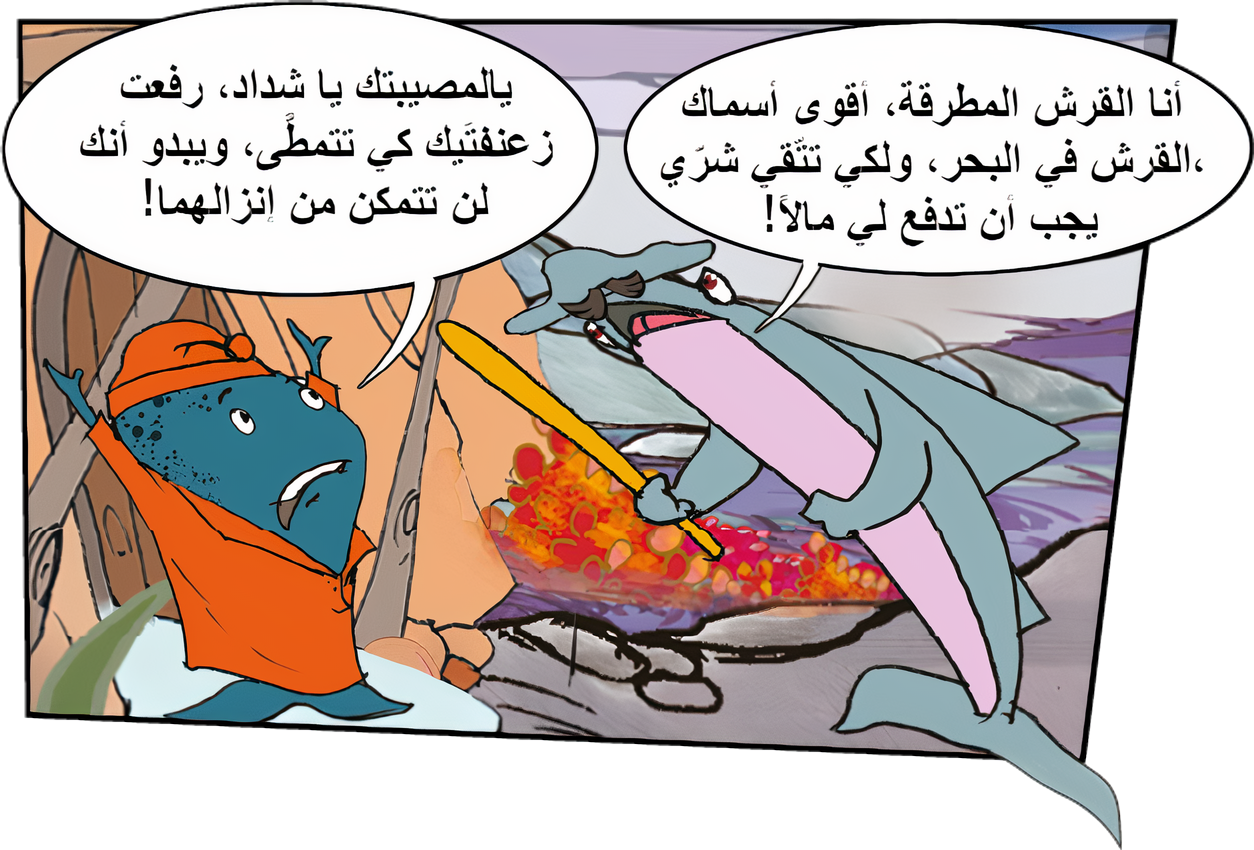 أنا القرش المطرقة، أقوى أسماك
القرش في البحر، ولكي تتّقي شرّي،
يجب أن تدفع لي مالاً!
يالمصيبتك يا شداد، رفعت
زعنفتَيك كي تتمطَّى، ويبدو أنك
لن تتمكن من إنزالهما!